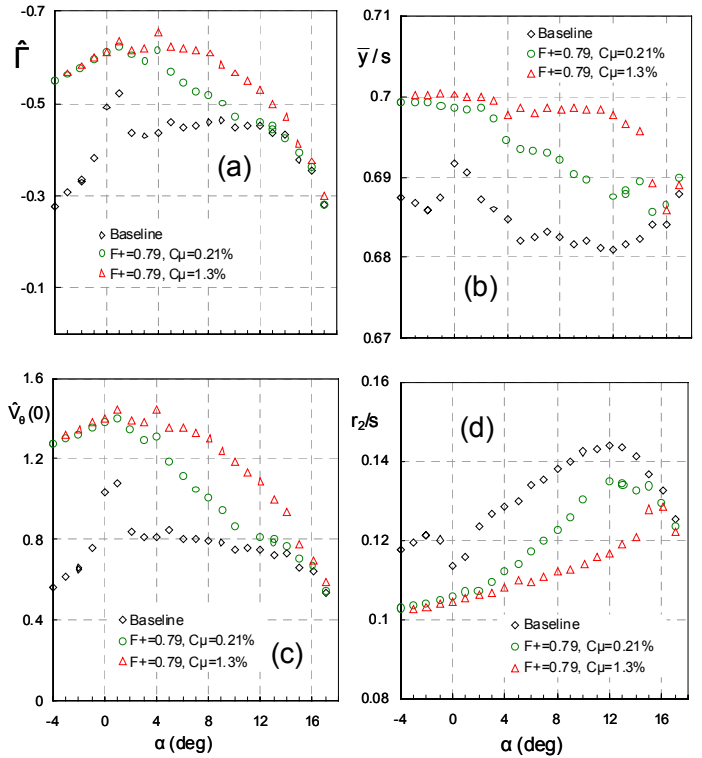 Γ̂
-0.7
-0.5
-0.3
-0.1
(a)
Baseline
F+=0.79, Cμ=0.21%
F+=0.79, Cμ=1.3%
y̅/s
0.71
0.7
0.69
0.68
0.67
Baseline
F+=0.79, Cμ=0.21%
F+=0.79, Cμ=1.3%
(b)
V̂θ(0)
1.6
1.2
0.8
0.4
0
Baseline
F+=0.79, Cμ=0.21%
F+=0.79, Cμ=1.3%
(c)
-4 0 4 8 12 16
α (deg)
r2/s
0.16
0.14
0.12
0.1
0.08
(d)
Baseline
F+=0.79, Cμ=0.21%
F+=0.79, Cμ=1.3%
-4 0 4 8 12 16
α (deg)